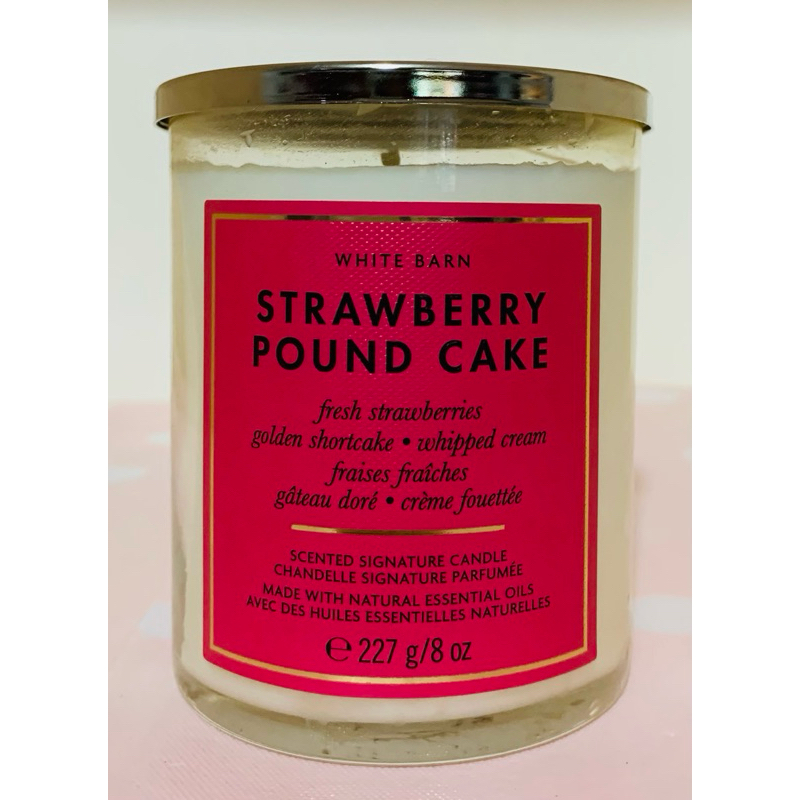 WHITE BARN
STRAWBERRY
POUND CAKE
fresh strawberries
golden shortcake • whipped cream
fraises fraîches
gâteau doré • crème fouettée
SCENTED SIGNATURE CANDLE
CHANDELLE SIGNATURE PARFUMÉE
MADE WITH NATURAL ESSENTIAL OILS
AVEC DES HUILES ESSENTIELLES NATURELLES
℮ 227 g/8 oz